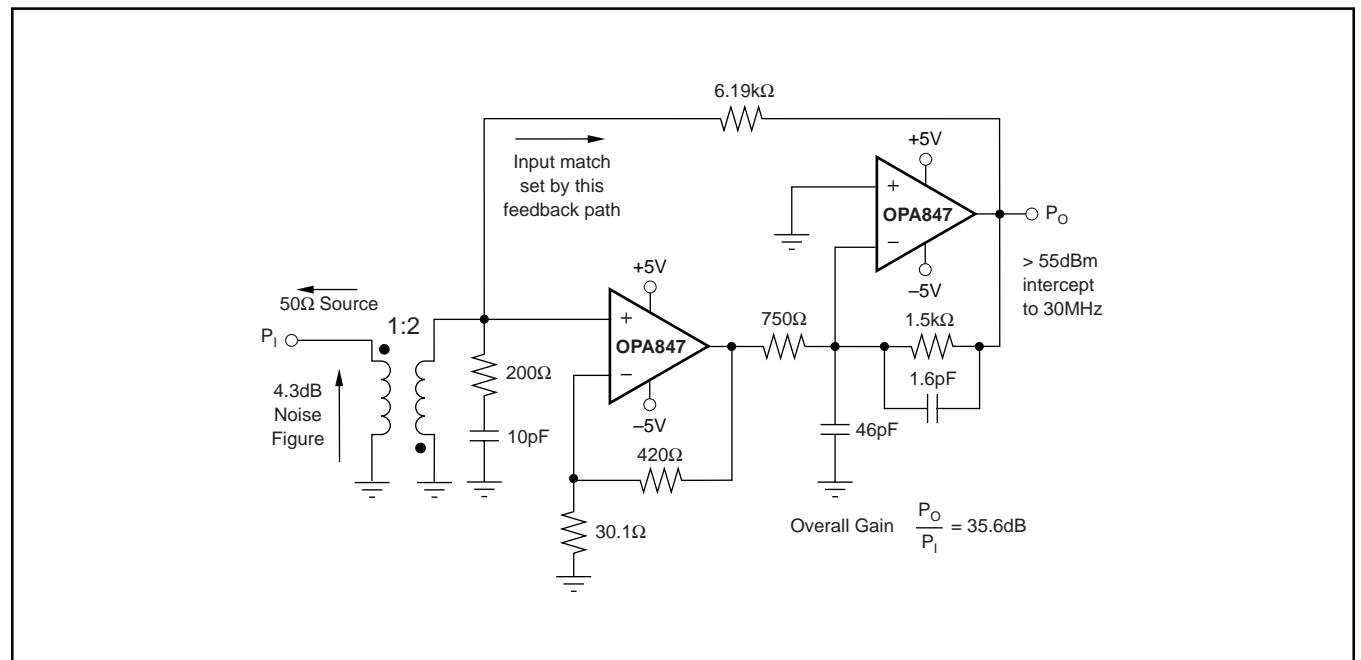 6.19kΩ
Input match
set by this
feedback path
+5V
+
OPA847
−
−5V
P_O
> 55dBm
intercept
to 30MHz
50Ω Source
P_I
1:2
4.3dB
Noise
Figure
200Ω
10pF
+5V
+
OPA847
−
−5V
420Ω
30.1Ω
750Ω
46pF
1.5kΩ
1.6pF
Overall Gain P_O / P_I = 35.6dB